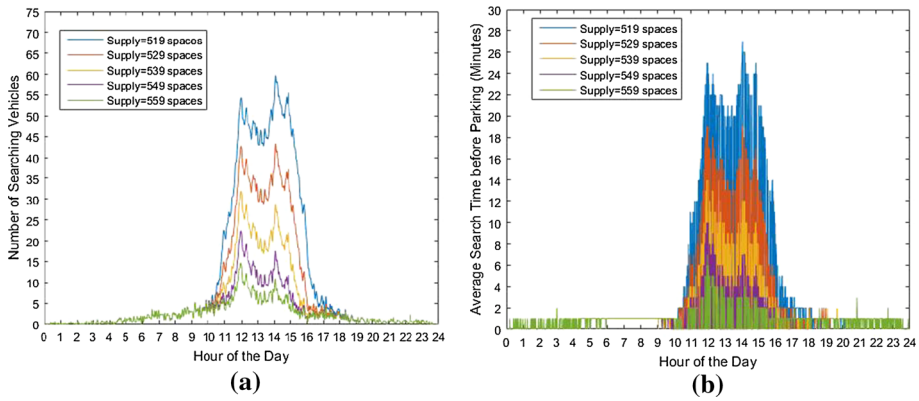 75
70
65
60
55
50
45
40
35
30
25
20
15
10
5
0
Number of Searching Vehicles
Supply=519 spacos
Supply=529 spaces
Supply=539 spaces
Supply=549 spaces
Supply=559 spaces
0 1 2 3 4 5 6 7 8 9 10 11 12 13 14 15 16 17 18 19 20 21 22 23 24
Hour of the Day
(a)
30
28
26
24
22
20
18
16
14
12
10
8
6
4
2
0
Average Search Time before Parking (Minutes)
Supply=519 spaces
Supply=529 spaces
Supply=539 spaces
Supply=549 spaces
Supply=559 spaces
0 1 2 3 4 5 6 7 8 9 10 11 12 13 14 15 16 17 18 19 20 21 22 23 24
Hour of the Day
(b)